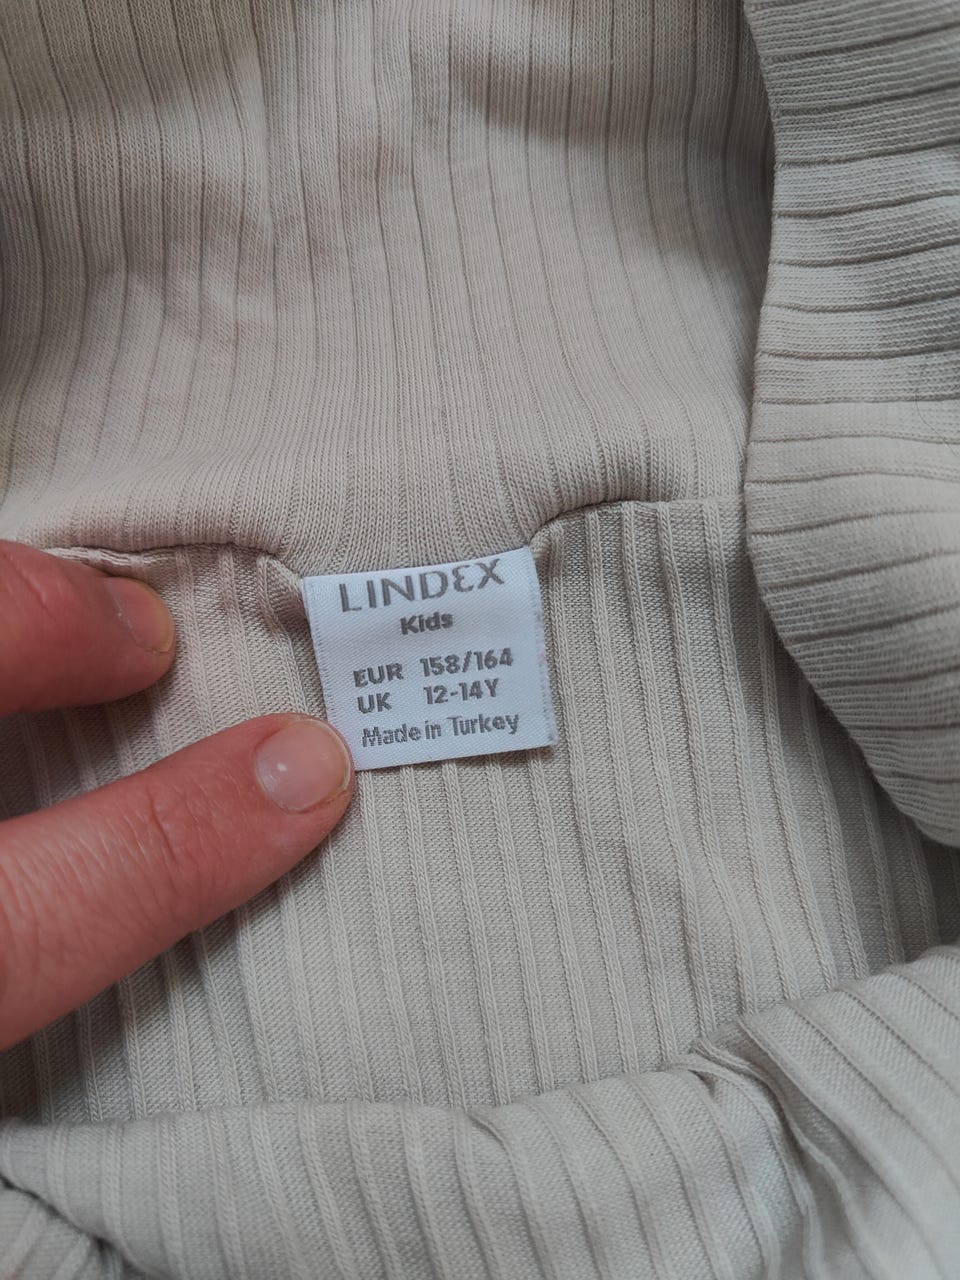 LINDEX
Kids
EUR 158/164
UK 12-14Y
Made in Turkey